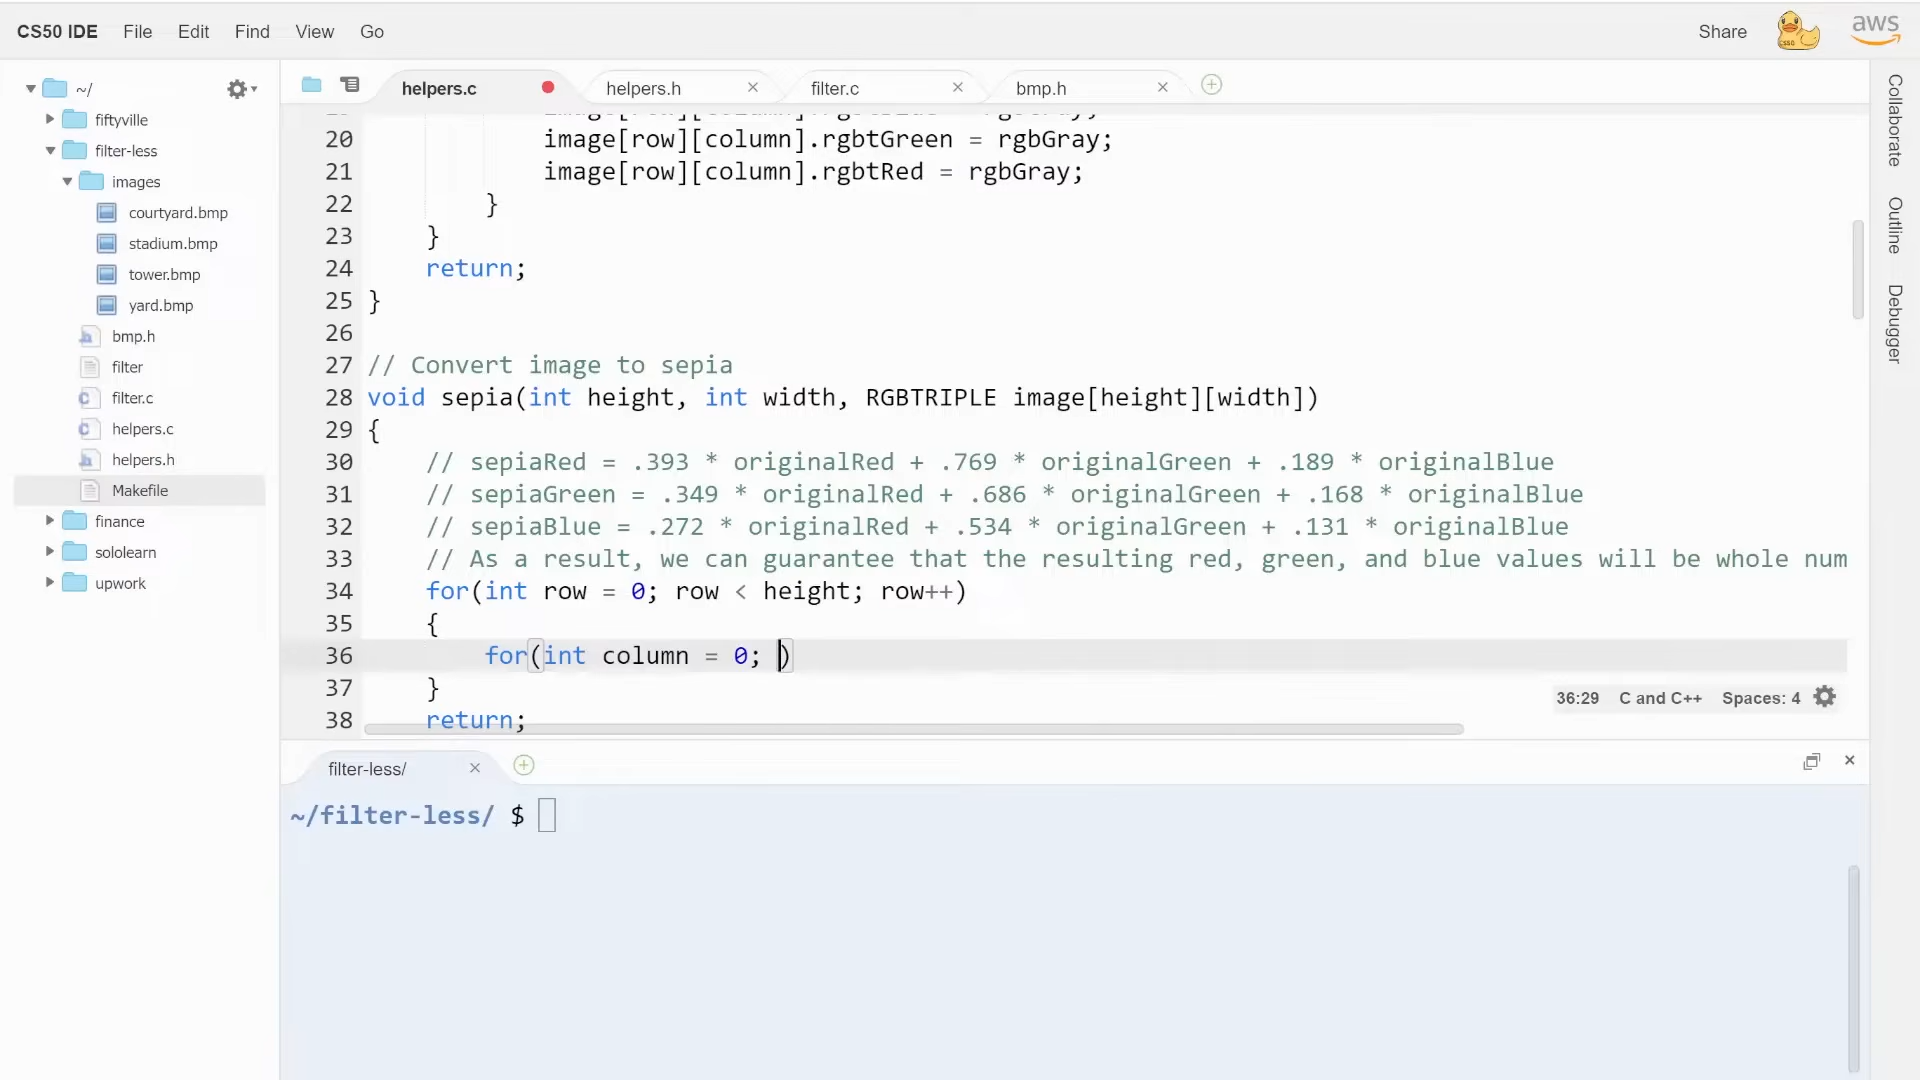 CS50 IDE File Edit Find View Go Share aws
~/
fiftyville
filter-less
images
courtyard.bmp
stadium.bmp
tower.bmp
yard.bmp
bmp.h
filter
filter.c
helpers.c
helpers.h
Makefile
finance
sololearn
upwork
helpers.c helpers.h filter.c bmp.h
20 image[row][column].rgbtGreen = rgbGray;
21 image[row][column].rgbtRed = rgbGray;
22 }
23 }
24 return;
25 }
26
27 // Convert image to sepia
28 void sepia(int height, int width, RGBTRIPLE image[height][width])
29 {
30 // sepiaRed = .393 * originalRed + .769 * originalGreen + .189 * originalBlue
31 // sepiaGreen = .349 * originalRed + .686 * originalGreen + .168 * originalBlue
32 // sepiaBlue = .272 * originalRed + .534 * originalGreen + .131 * originalBlue
33 // As a result, we can guarantee that the resulting red, green, and blue values will be whole num
34 for(int row = 0; row < height; row++)
35 {
36 for(int column = 0; )
37 }
38 return;
36:29 C and C++ Spaces: 4
Collaborate
Outline
Debugger
filter-less/
~/filter-less/ $